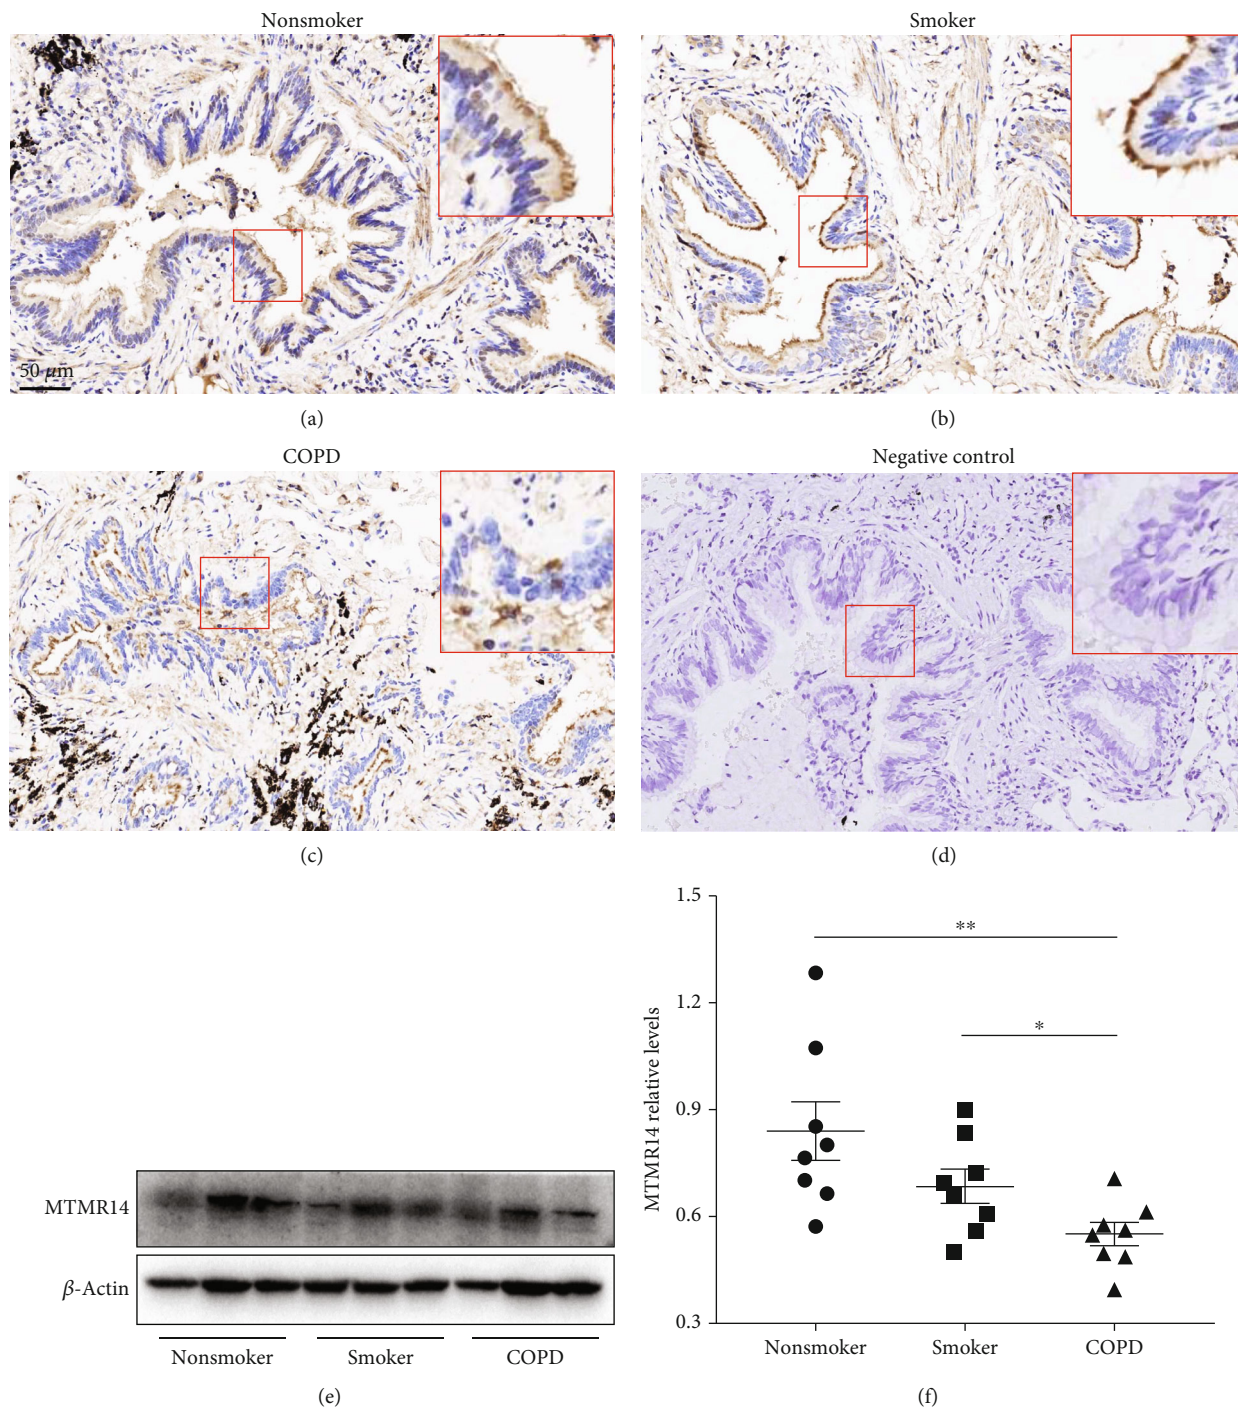 Nonsmoker
Smoker
50 μm
(a)
(b)
COPD
Negative control
(c)
(d)
MTMR14
β-Actin
Nonsmoker
Smoker
COPD
(e)
1.5
1.2
0.9
0.6
0.3
MTMR14 relative levels
**
*
Nonsmoker
Smoker
COPD
(f)